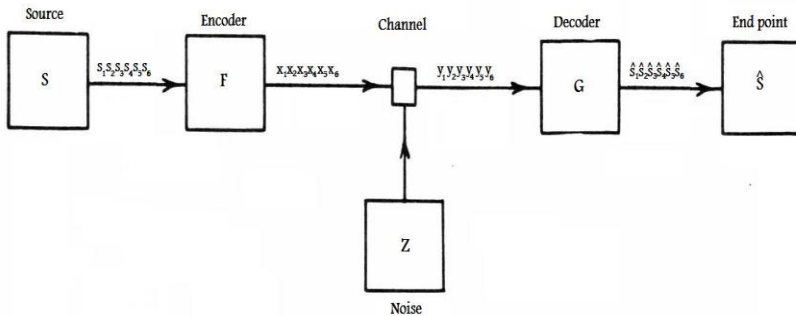 Source
Encoder
Channel
Decoder
End point
S
S₁S₂S₃S₄S₅S₆
F
X₁X₂X₃X₄X₅X₆
y₁y₂y₃y₄y₅y₆
G
Ŝ₁Ŝ₂Ŝ₃Ŝ₄Ŝ₅Ŝ₆
Ŝ
Z
Noise